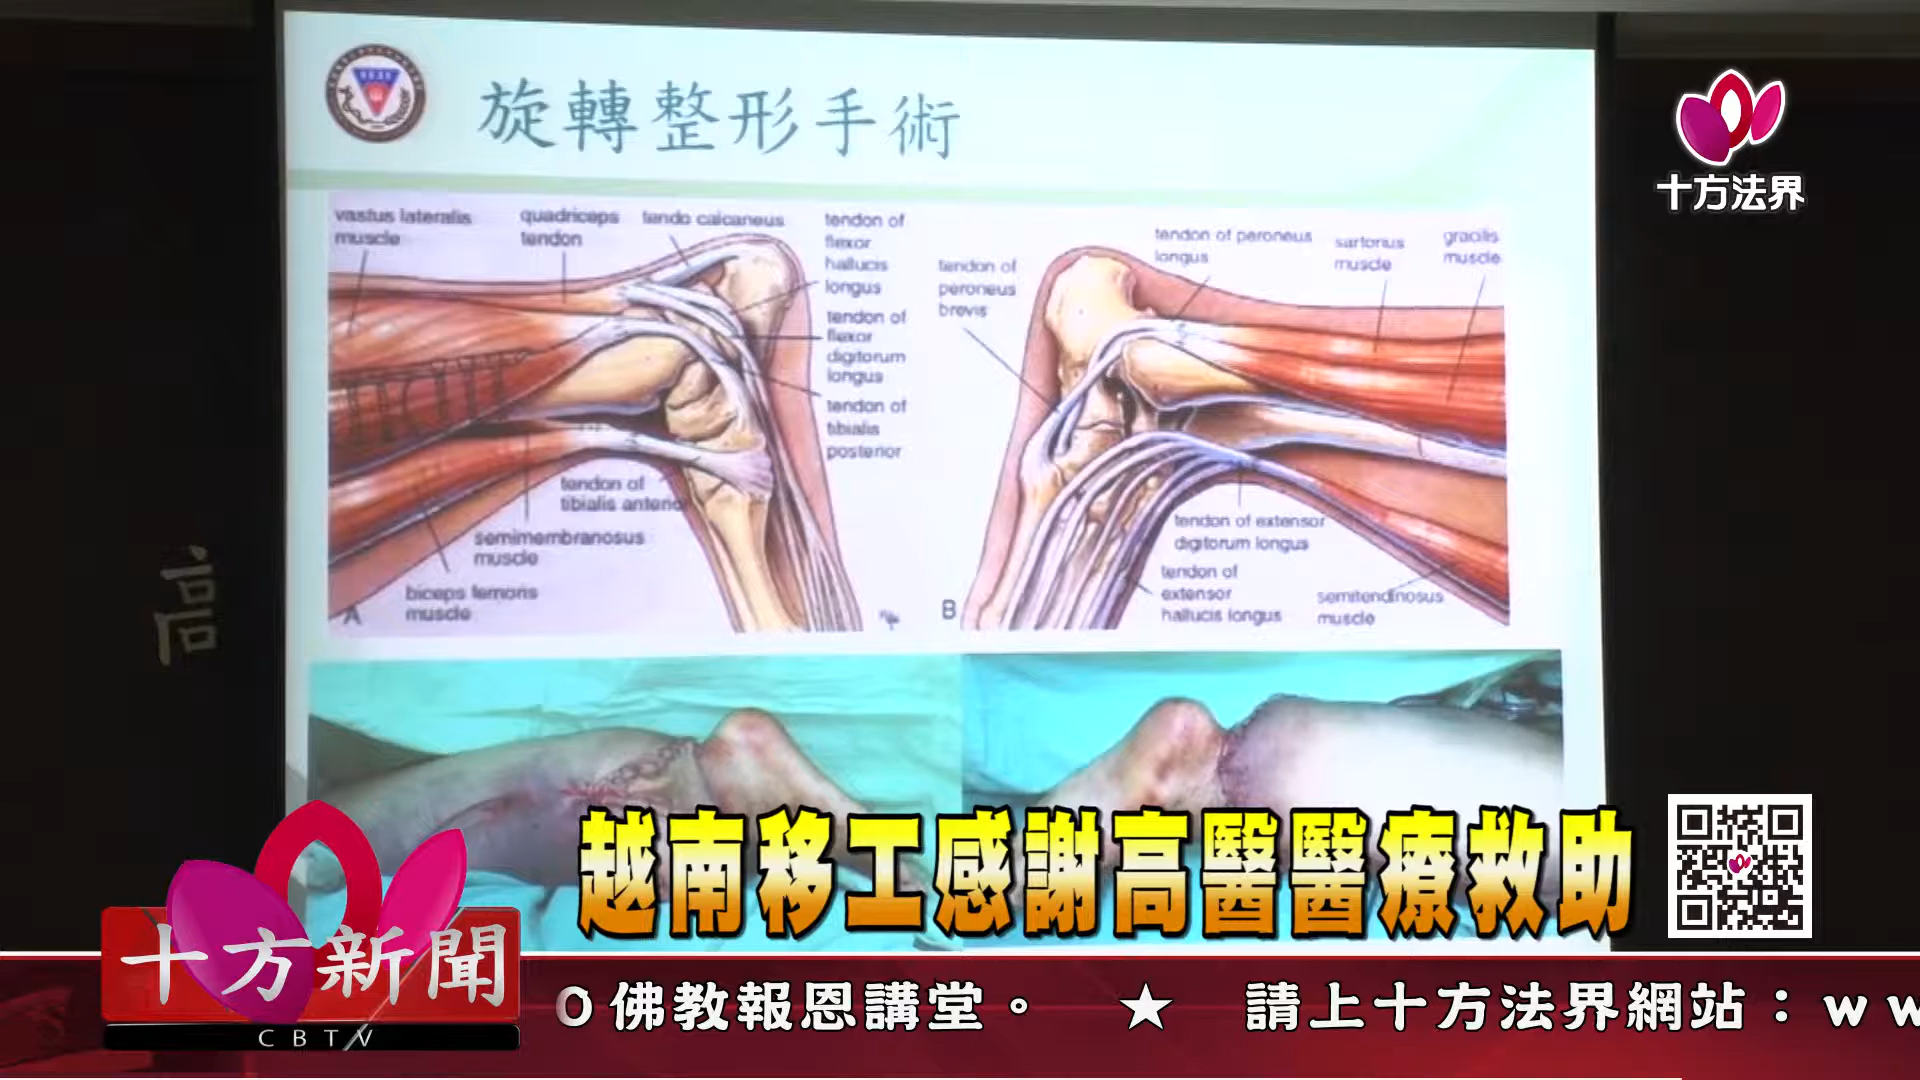 旋轉整形手術
十方法界
vastus lateralis
muscle
quadriceps
tendon
tendo calcaneus
tendon of
flexor
hallucis
longus
tendon of
flexor
digitorum
longus
tendon of
tibialis
posterior
tendon of
tibialis anterio
semimembranosus
muscle
biceps femoris
muscle
A
tendon of
peroneus
brevis
tendon of peroneus
longus
sartorius
muscle
gracilis
muscle
tendon of extensor
digitorum longus
tendon of
extensor
hallucis longus
semitendinosus
muscle
B
越南移工感謝高醫醫療救助
十方新聞
CBTV
O佛教報恩講堂。 ★ 請上十方法界網站：ww